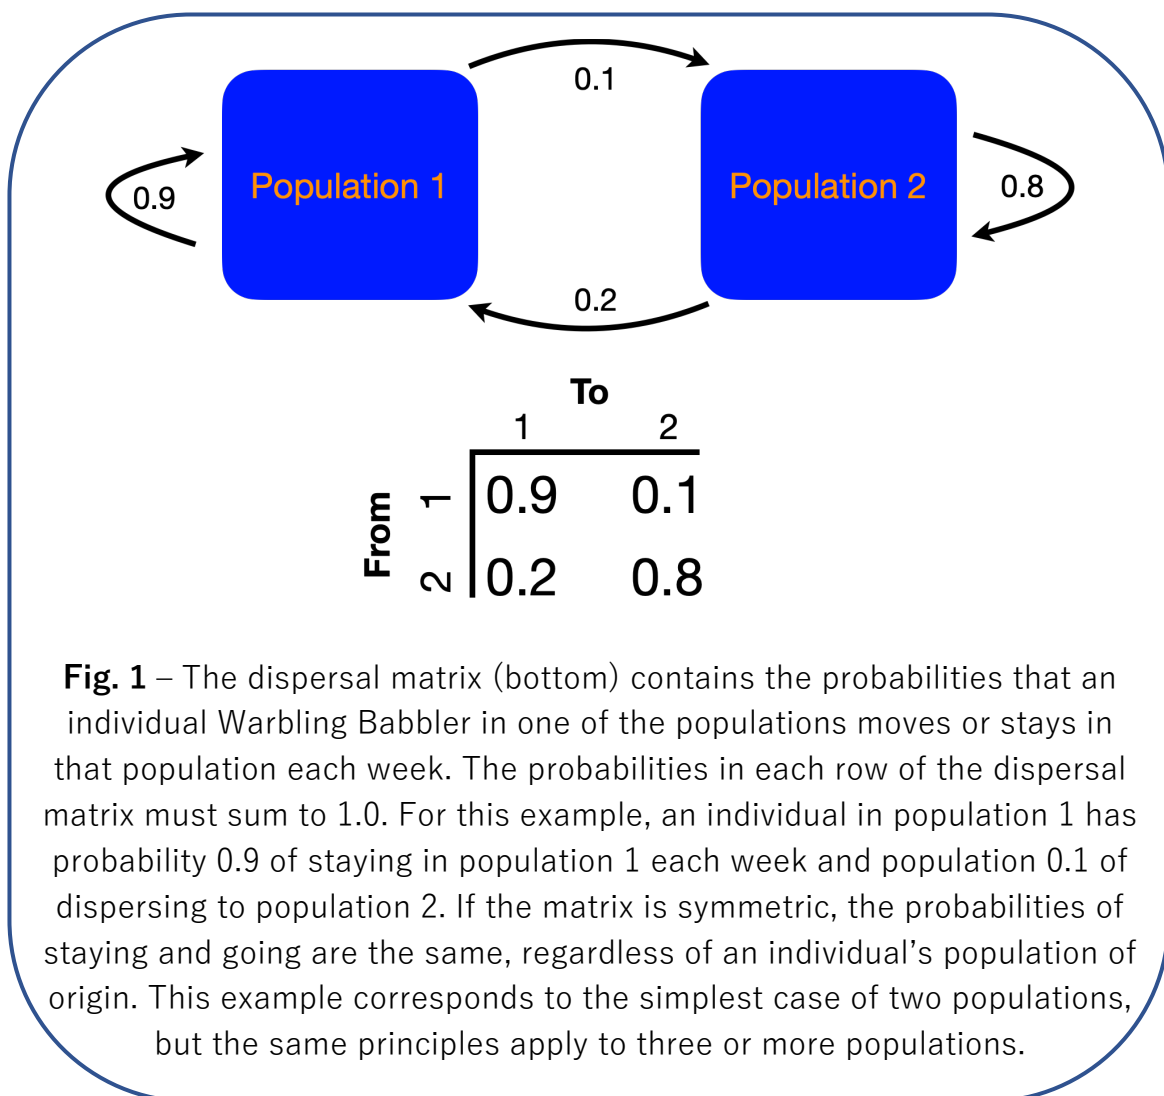 0.1
Population 1
Population 2
0.9
0.8
0.2
To
1 2
From
1 0.9 0.1
2 0.2 0.8
Fig. 1 – The dispersal matrix (bottom) contains the probabilities that an
individual Warbling Babbler in one of the populations moves or stays in
that population each week. The probabilities in each row of the dispersal
matrix must sum to 1.0. For this example, an individual in population 1 has
probability 0.9 of staying in population 1 each week and population 0.1 of
dispersing to population 2. If the matrix is symmetric, the probabilities of
staying and going are the same, regardless of an individual’s population of
origin. This example corresponds to the simplest case of two populations,
but the same principles apply to three or more populations.